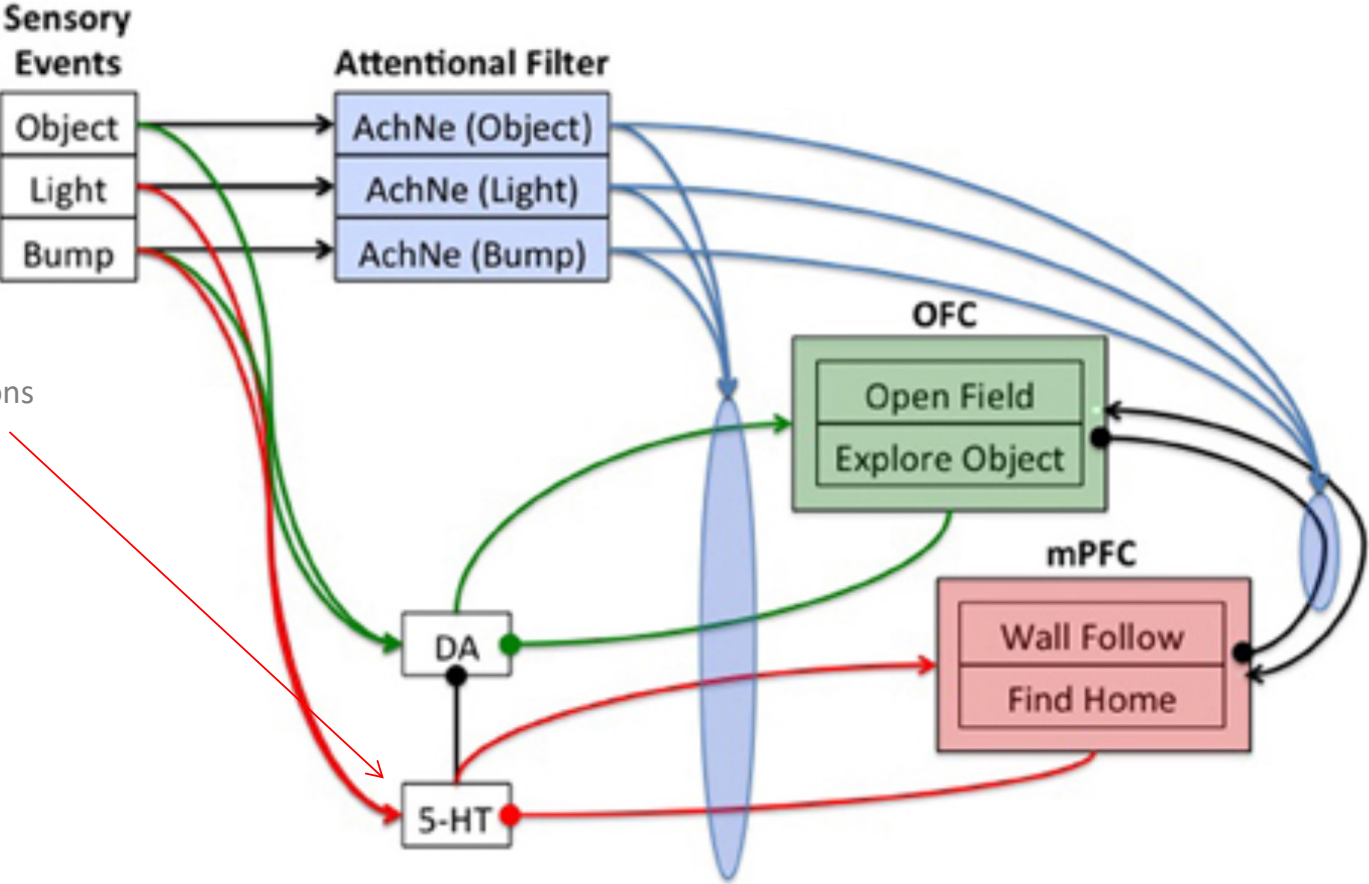 Sensory
Events
Attentional Filter
Object
AchNe (Object)
Light
AchNe (Light)
Bump
AchNe (Bump)
OFC
ons
Open Field
Explore Object
mPFC
DA
Wall Follow
Find Home
5-HT